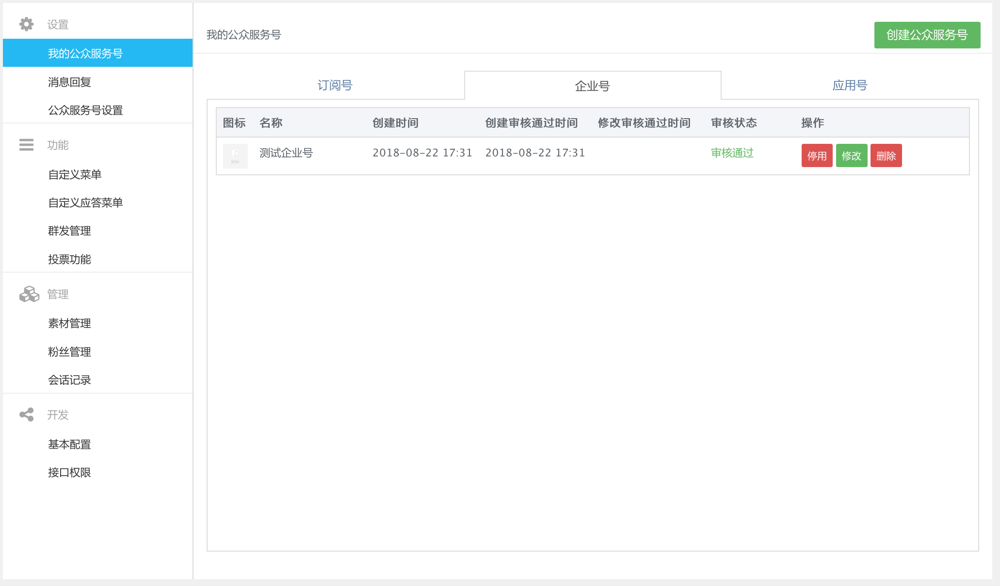 设置
我的公众服务号
消息回复
公众服务号设置
功能
自定义菜单
自定义应答菜单
群发管理
投票功能
管理
素材管理
粉丝管理
会话记录
开发
基本配置
接口权限
我的公众服务号
创建公众服务号
订阅号 企业号 应用号
图标 名称 创建时间 创建审核通过时间 修改审核通过时间 审核状态 操作
测试企业号 2018-08-22 17:31 2018-08-22 17:31 审核通过 停用 修改 删除